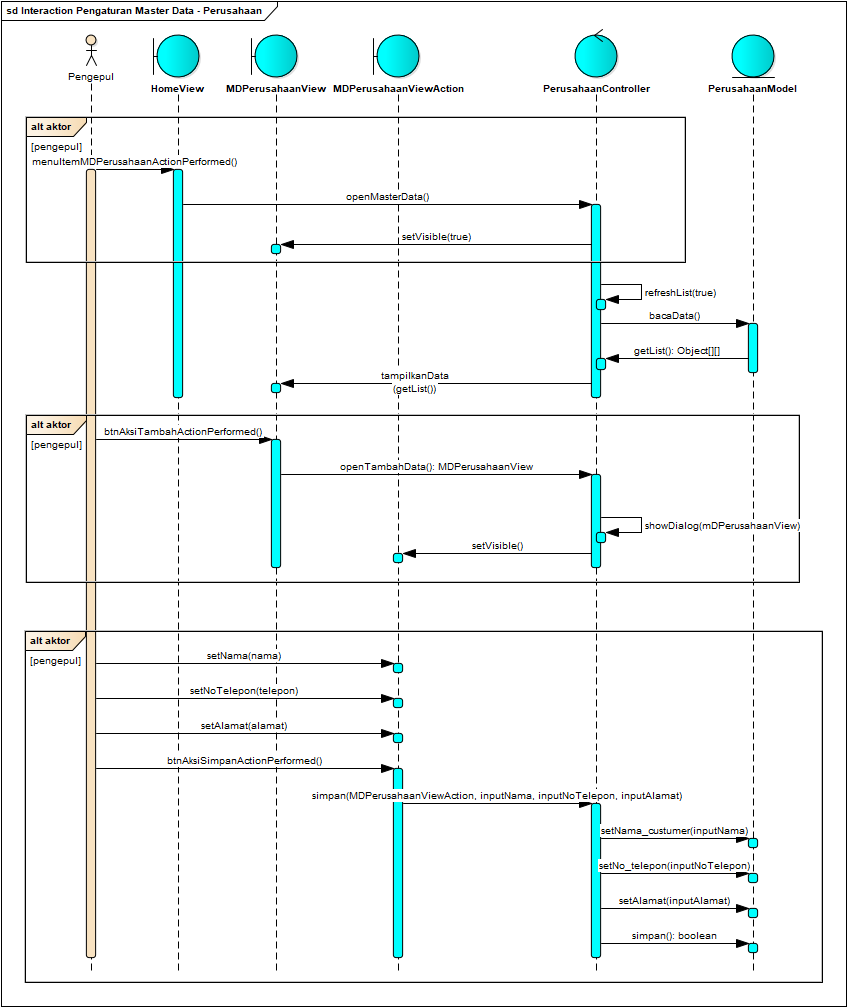 sd Interaction Pengaturan Master Data - Perusahaan
Pengepul
HomeView
MDPerusahaanView
MDPerusahaanViewAction
PerusahaanController
PerusahaanModel
alt aktor
[pengepul]
menuItemMDPerusahaanActionPerformed()
openMasterData()
setVisible(true)
refreshList(true)
bacaData()
getList(): Object[][]
tampilkanData
(getList())
alt aktor
[pengepul]
btnAksiTambahActionPerformed()
openTambahData(): MDPerusahaanView
showDialog(mDPerusahaanView)
setVisible()
alt aktor
[pengepul]
setNama(nama)
setNoTelepon(telepon)
setAlamat(alamat)
btnAksiSimpanActionPerformed()
simpan(MDPerusahaanViewAction, inputNama, inputNoTelepon, inputAlamat)
setNama_custumer(inputNama)
setNo_telepon(inputNoTelepon)
setAlamat(inputAlamat)
simpan(): boolean